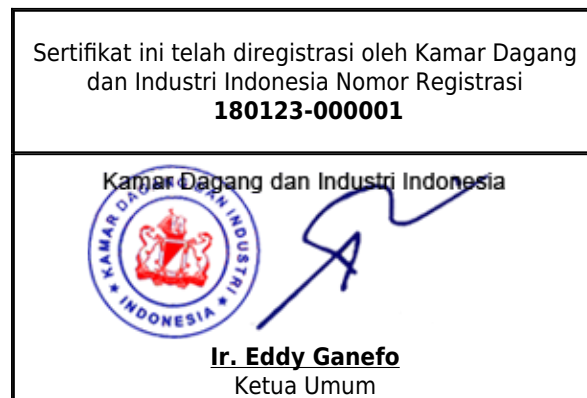 Sertifikat ini telah diregistrasi oleh Kamar Dagang
dan Industri Indonesia Nomor Registrasi
180123-000001
Kamar Dagang dan Industri Indonesia
KAMAR DAGANG DAN INDUSTRI
INDONESIA
Ir. Eddy Ganefo
Ketua Umum